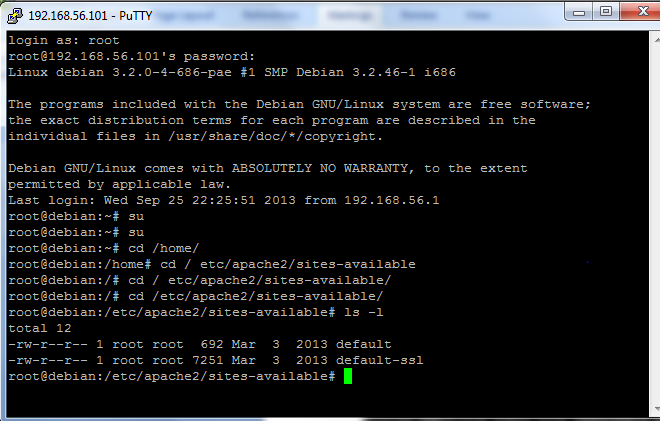 192.168.56.101 - PuTTY
login as: root
root@192.168.56.101's password:
Linux debian 3.2.0-4-686-pae #1 SMP Debian 3.2.46-1 i686
The programs included with the Debian GNU/Linux system are free software;
the exact distribution terms for each program are described in the
individual files in /usr/share/doc/*/copyright.
Debian GNU/Linux comes with ABSOLUTELY NO WARRANTY, to the extent
permitted by applicable law.
Last login: Wed Sep 25 22:25:51 2013 from 192.168.56.1
root@debian:~# su
root@debian:~# su
root@debian:~# cd /home/
root@debian:/home# cd / etc/apache2/sites-available
root@debian:/# cd / etc/apache2/sites-available/
root@debian:/# cd /etc/apache2/sites-available/
root@debian:/etc/apache2/sites-available# ls -l
total 12
-rw-r--r-- 1 root root  692 Mar  3  2013 default
-rw-r--r-- 1 root root 7251 Mar  3  2013 default-ssl
root@debian:/etc/apache2/sites-available#